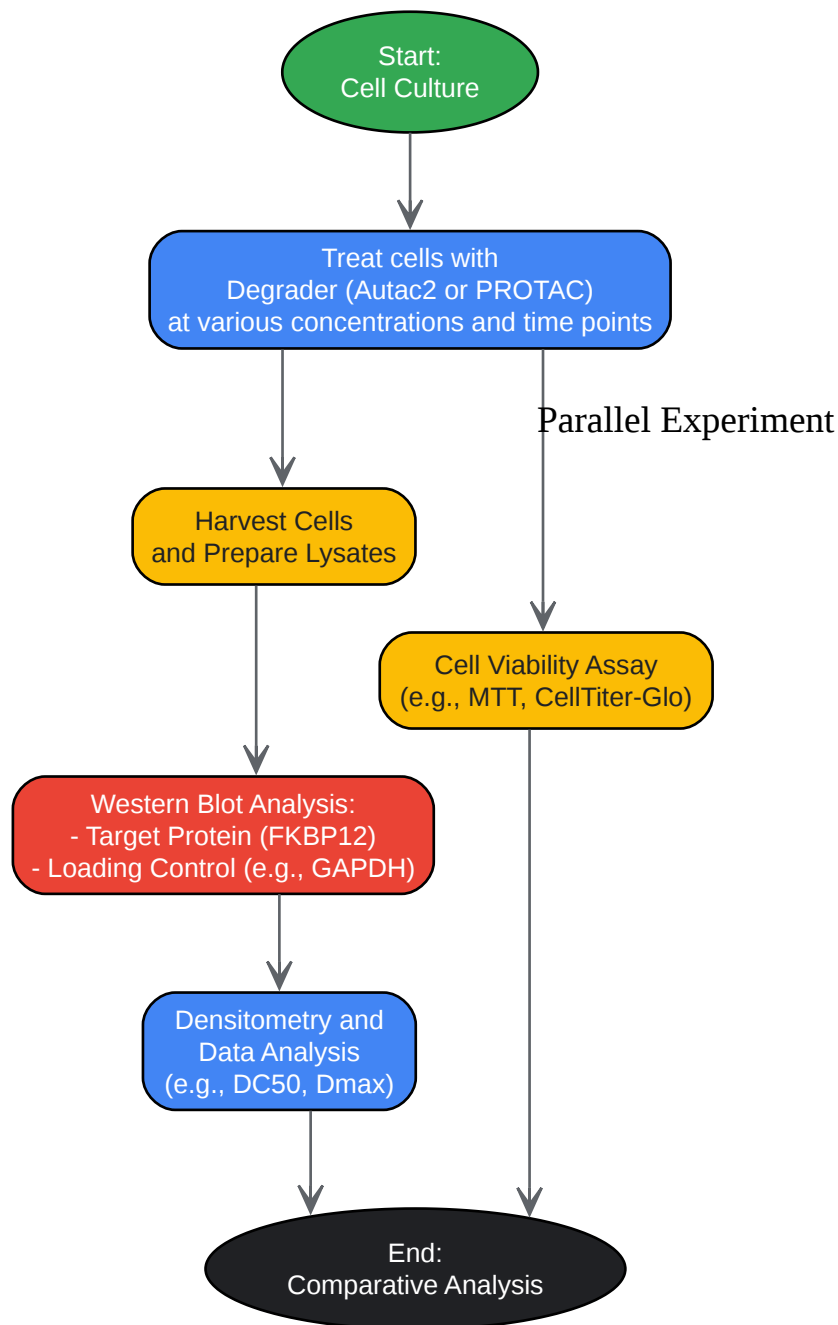 Start:
Cell Culture
Treat cells with
Degrader (Autac2 or PROTAC)
at various concentrations and time points
Parallel Experiment
Harvest Cells
and Prepare Lysates
Cell Viability Assay
(e.g., MTT, CellTiter-Glo)
Western Blot Analysis:
- Target Protein (FKBP12)
- Loading Control (e.g., GAPDH)
Densitometry and
Data Analysis
(e.g., DC50, Dmax)
End:
Comparative Analysis